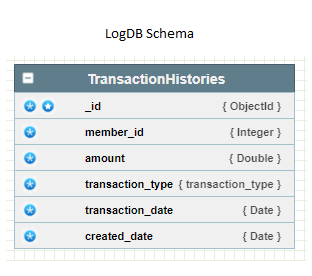 LogDB Schema
TransactionHistories
_id { ObjectId }
member_id { Integer }
amount { Double }
transaction_type { transaction_type }
transaction_date { Date }
created_date { Date }